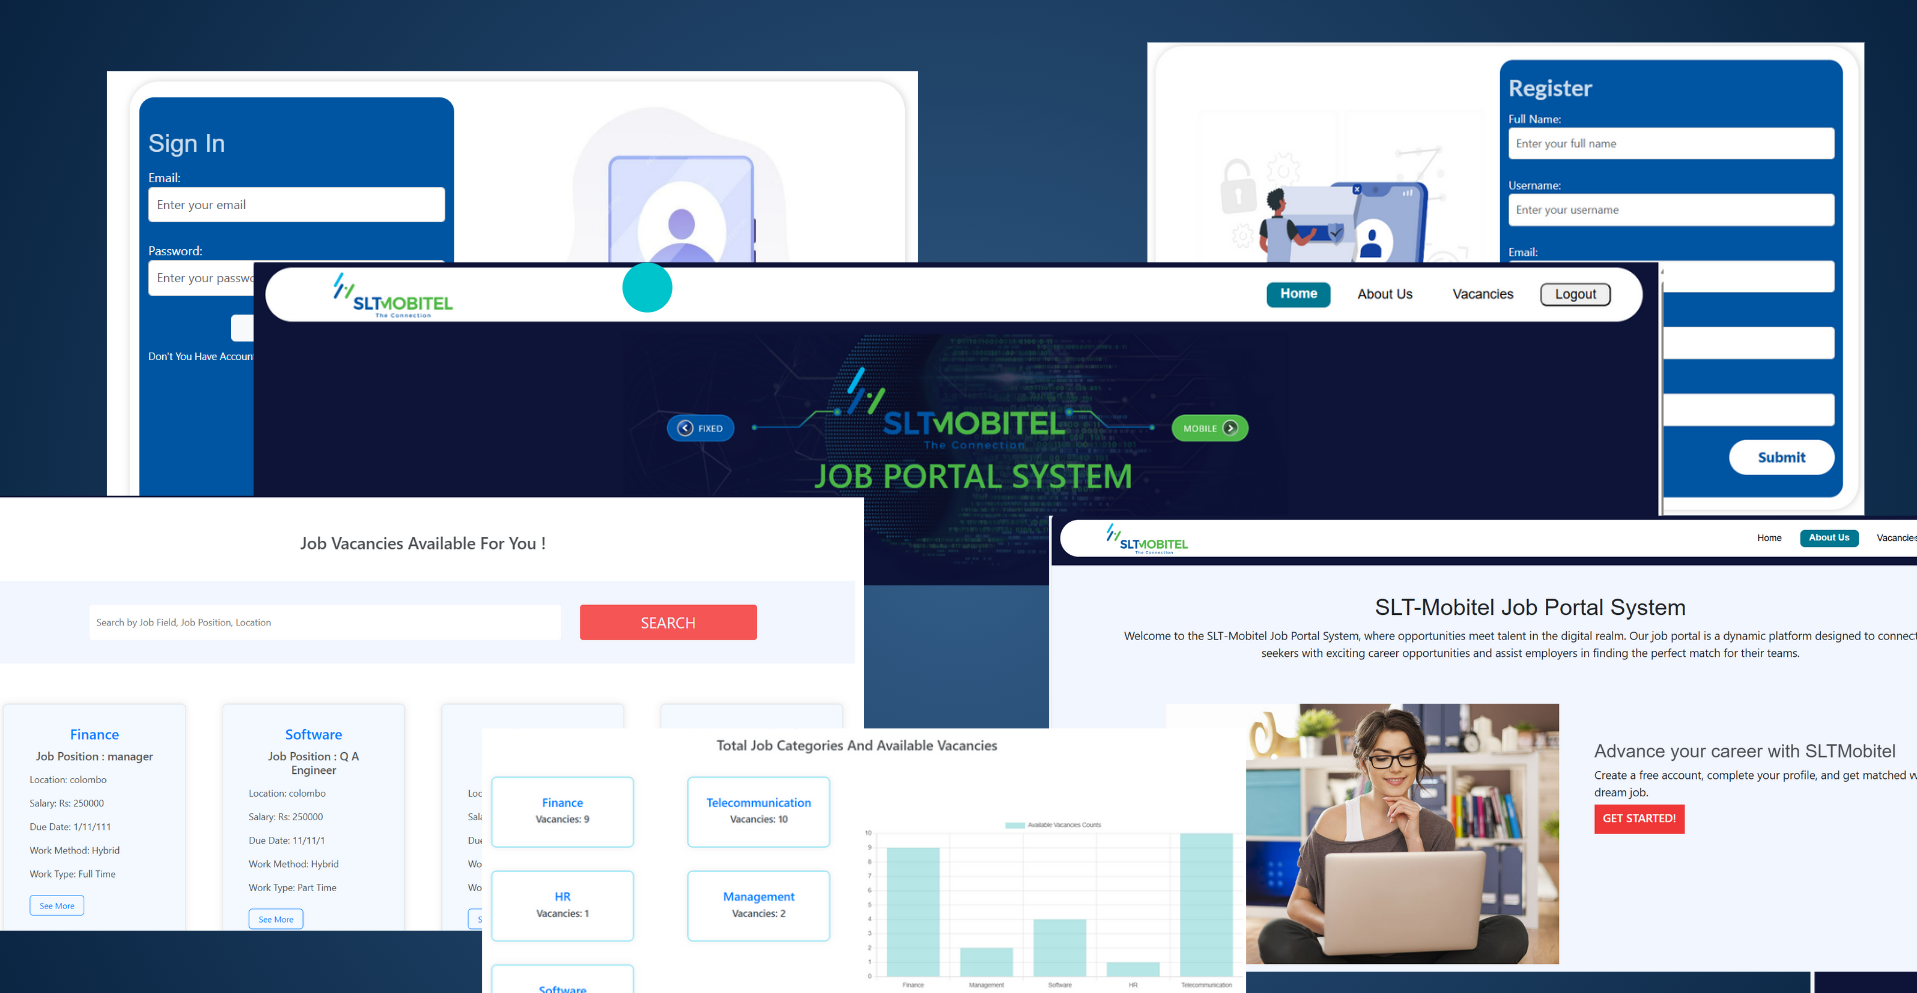 Sign In
Email:
Enter your email
Password:
Enter your passwo
Don't You Have Accoun
Register
Full Name:
Enter your full name
Username:
Enter your username
Email:
Submit
SLTMOBITEL
The Connection
Home
About Us
Vacancies
Logout
FIXED
SLTMOBITEL
The Connection
MOBILE
JOB PORTAL SYSTEM
Job Vacancies Available For You !
Search by Job Field, Job Position, Location
SEARCH
Finance
Job Position : manager
Location: colombo
Salary: Rs: 250000
Due Date: 1/11/111
Work Method: Hybrid
Work Type: Full Time
See More
Software
Job Position : Q A
Engineer
Location: colombo
Salary: Rs: 250000
Due Date: 11/11/1
Work Method: Hybrid
Work Type: Part Time
See More
Loc
Sala
Due
Wo
Wo
S
SLTMOBITEL
The Connection
Home
About Us
Vacancies
SLT-Mobitel Job Portal System
Welcome to the SLT-Mobitel Job Portal System, where opportunities meet talent in the digital realm. Our job portal is a dynamic platform designed to connect
seekers with exciting career opportunities and assist employers in finding the perfect match for their teams.
Advance your career with SLTMobitel
Create a free account, complete your profile, and get matched w
dream job.
GET STARTED!
Total Job Categories And Available Vacancies
Finance
Vacancies: 9
Telecommunication
Vacancies: 10
HR
Vacancies: 1
Management
Vacancies: 2
Software
Available Vacancies Counts
10
9
8
7
6
5
4
3
2
1
0
Finance
Management
Software
HR
Telecommunication